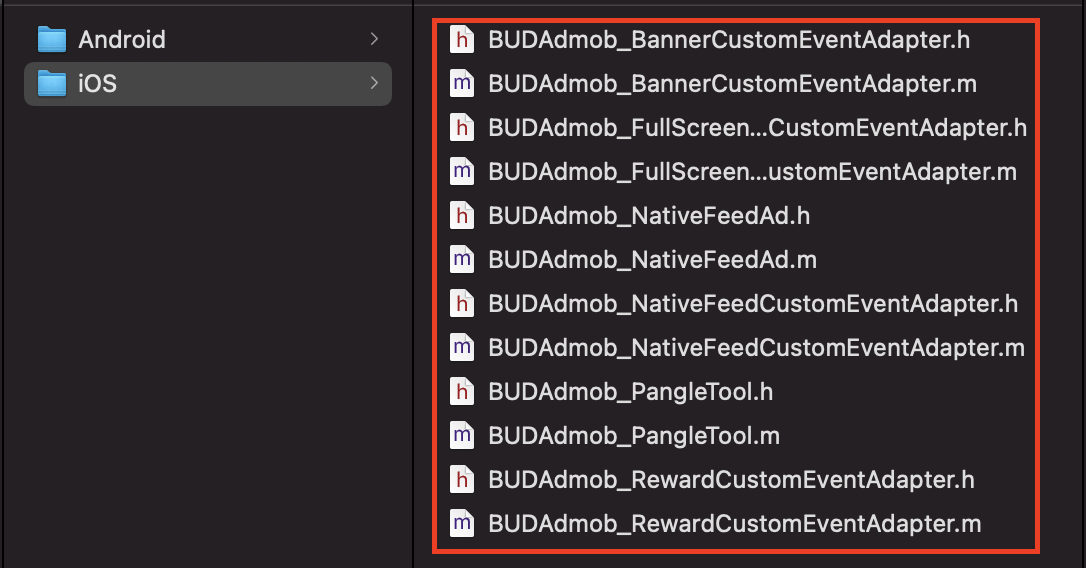 Android
iOS
h BUDAdmob_BannerCustomEventAdapter.h
m BUDAdmob_BannerCustomEventAdapter.m
h BUDAdmob_FullScreen...CustomEventAdapter.h
m BUDAdmob_FullScreen...ustomEventAdapter.m
h BUDAdmob_NativeFeedAd.h
m BUDAdmob_NativeFeedAd.m
h BUDAdmob_NativeFeedCustomEventAdapter.h
m BUDAdmob_NativeFeedCustomEventAdapter.m
h BUDAdmob_PangleTool.h
m BUDAdmob_PangleTool.m
h BUDAdmob_RewardCustomEventAdapter.h
m BUDAdmob_RewardCustomEventAdapter.m